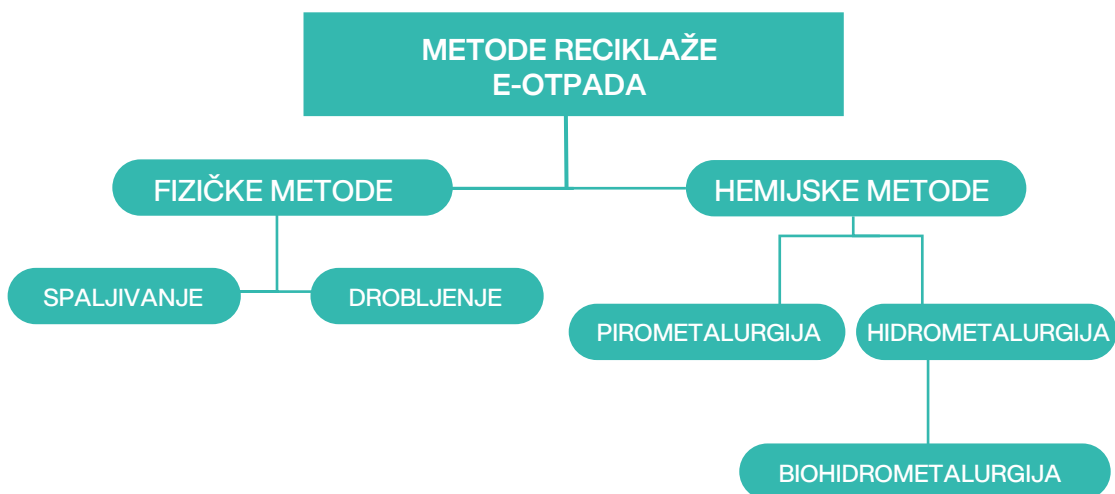 METODE RECIKLAŽE
E-OTPADA
FIZIČKE METODE
HEMIJSKE METODE
SPALJIVANJE
DROBLJENJE
PIROMETALURGIJA
HIDROMETALURGIJA
BIOHIDROMETALURGIJA